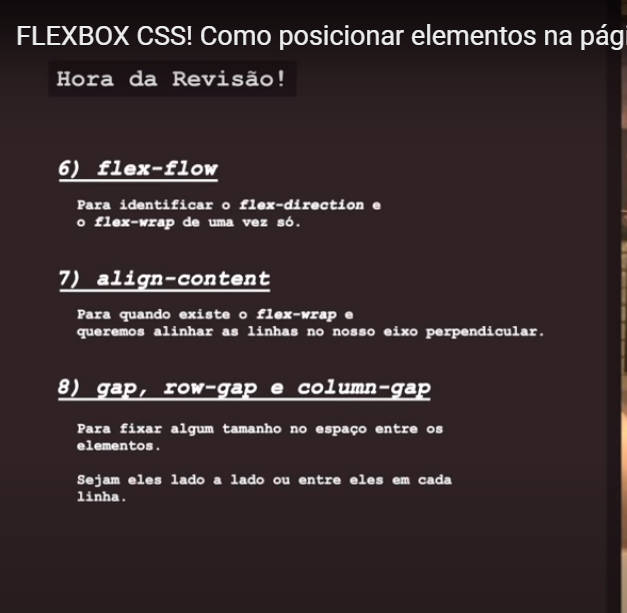 FLEXBOX CSS! Como posicionar elementos na pág
Hora da Revisão!
6) flex-flow
Para identificar o flex-direction e
o flex-wrap de uma vez só.
7) align-content
Para quando existe o flex-wrap e
queremos alinhar as linhas no nosso eixo perpendicular.
8) gap, row-gap e column-gap
Para fixar algum tamanho no espaço entre os
elementos.
Sejam eles lado a lado ou entre eles em cada
linha.